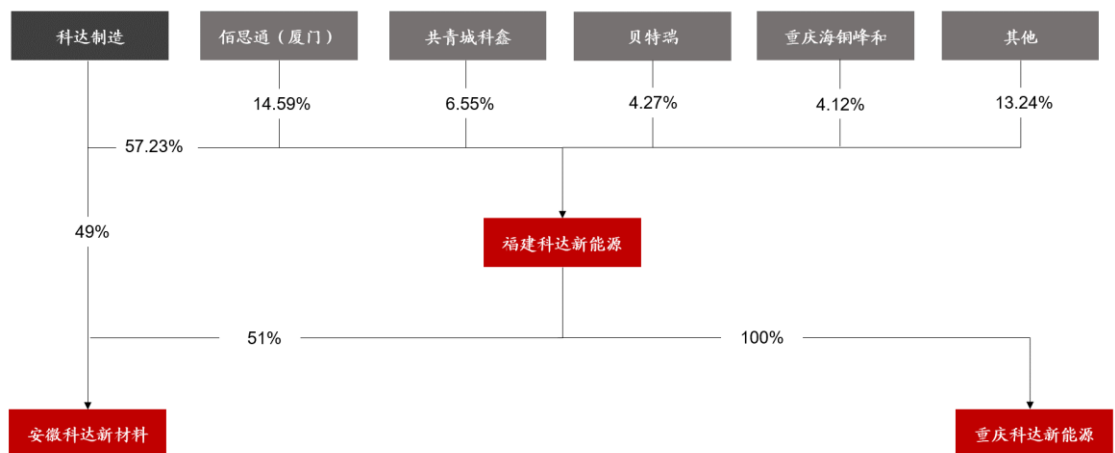 科达制造
佰思通（厦门）
共青城科鑫
贝特瑞
重庆海铜峰和
其他
14.59%
6.55%
4.27%
4.12%
13.24%
57.23%
49%
福建科达新能源
51%
100%
安徽科达新材料
重庆科达新能源